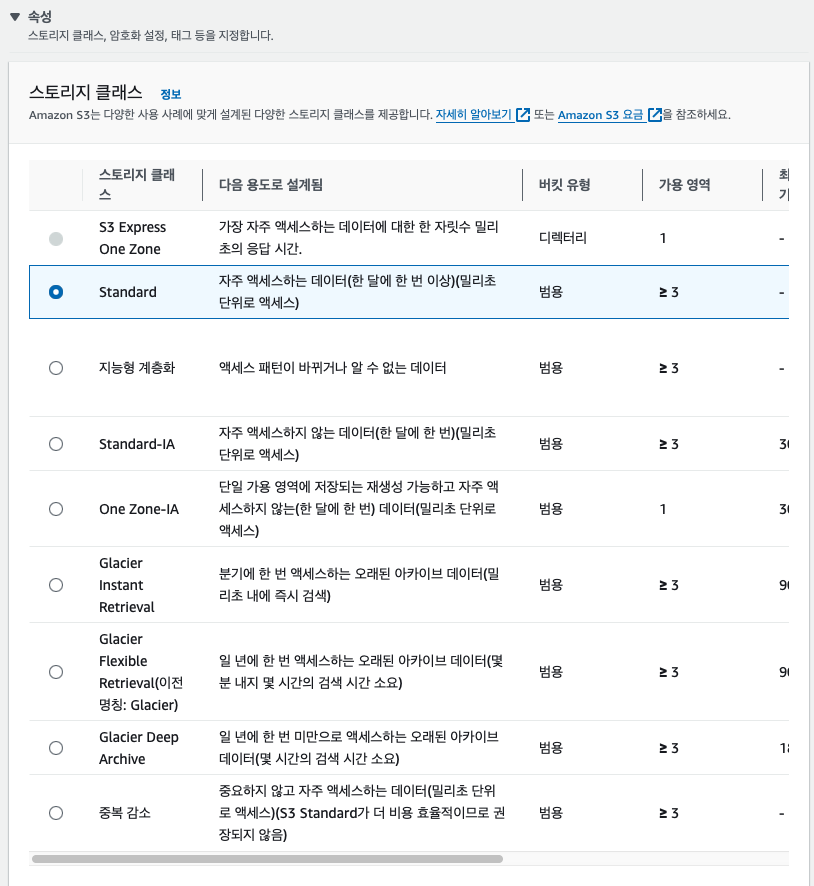 속성
스토리지 클래스, 암호화 설정, 태그 등을 지정합니다.
스토리지 클래스 정보
Amazon S3는 다양한 사용 사례에 맞게 설계된 다양한 스토리지 클래스를 제공합니다. 자세히 알아보기 또는 Amazon S3 요금을 참조하세요.
스토리지 클래
스
다음 용도로 설계됨
버킷 유형
가용 영역
S3 Express
One Zone
가장 자주 액세스하는 데이터에 대한 한 자릿수 밀리
초의 응답 시간.
디렉터리
1
-
Standard
자주 액세스하는 데이터(한 달에 한 번 이상)(밀리초
단위로 액세스)
범용
≥ 3
-
지능형 계층화
액세스 패턴이 바뀌거나 알 수 없는 데이터
범용
≥ 3
-
Standard-IA
자주 액세스하지 않는 데이터(한 달에 한 번)(밀리초
단위로 액세스)
범용
≥ 3
One Zone-IA
단일 가용 영역에 저장되는 재생성 가능하고 자주 액
세스하지 않는(한 달에 한 번) 데이터(밀리초 단위로
액세스)
범용
1
Glacier
Instant
Retrieval
분기에 한 번 액세스하는 오래된 아카이브 데이터(밀
리초 내에 즉시 검색)
범용
≥ 3
Glacier
Flexible
Retrieval(이전
명칭: Glacier)
일 년에 한 번 액세스하는 오래된 아카이브 데이터(몇
분 내지 몇 시간의 검색 시간 소요)
범용
≥ 3
Glacier Deep
Archive
일 년에 한 번 미만으로 액세스하는 오래된 아카이브
데이터(몇 시간의 검색 시간 소요)
범용
≥ 3
중복 감소
중요하지 않고 자주 액세스하는 데이터(밀리초 단위
로 액세스)(S3 Standard가 더 비용 효율적이므로 권
장되지 않음)
범용
≥ 3
-